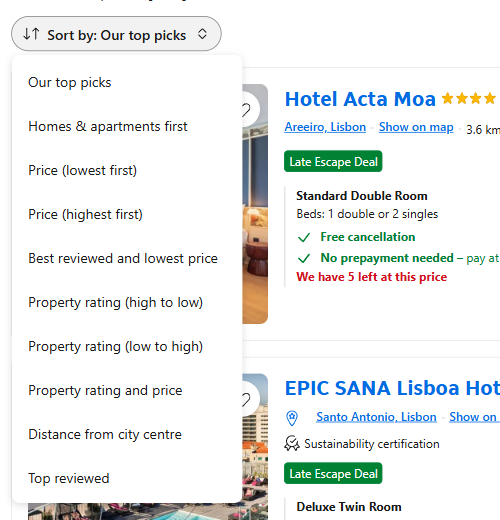 Sort by: Our top picks
Our top picks
Homes & apartments first
Price (lowest first)
Price (highest first)
Best reviewed and lowest price
Property rating (high to low)
Property rating (low to high)
Property rating and price
Distance from city centre
Top reviewed
Hotel Acta Moa
Areeiro, Lisbon · Show on map · 3.6 km
Late Escape Deal
Standard Double Room
Beds: 1 double or 2 singles
Free cancellation
No prepayment needed – pay at
We have 5 left at this price
EPIC SANA Lisboa Hot
Santo Antonio, Lisbon · Show on
Sustainability certification
Late Escape Deal
Deluxe Twin Room